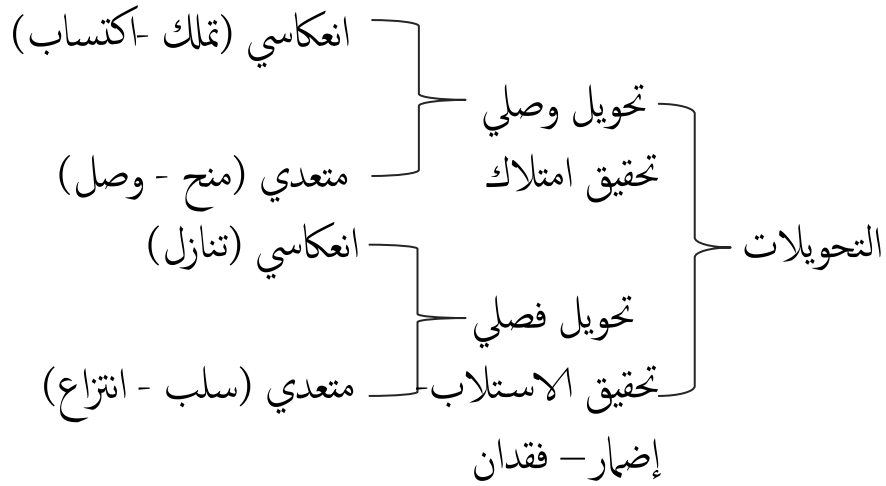 انعكاسي (تملك -اكتساب)
تحويل وصلي
تحقيق امتلاك
متعدي (منح - وصل)
التحويلات
انعكاسي (تنازل)
تحويل فصلي
تحقيق الاستلاب-
متعدي (سلب - انتزاع)
إضمار – فقدان